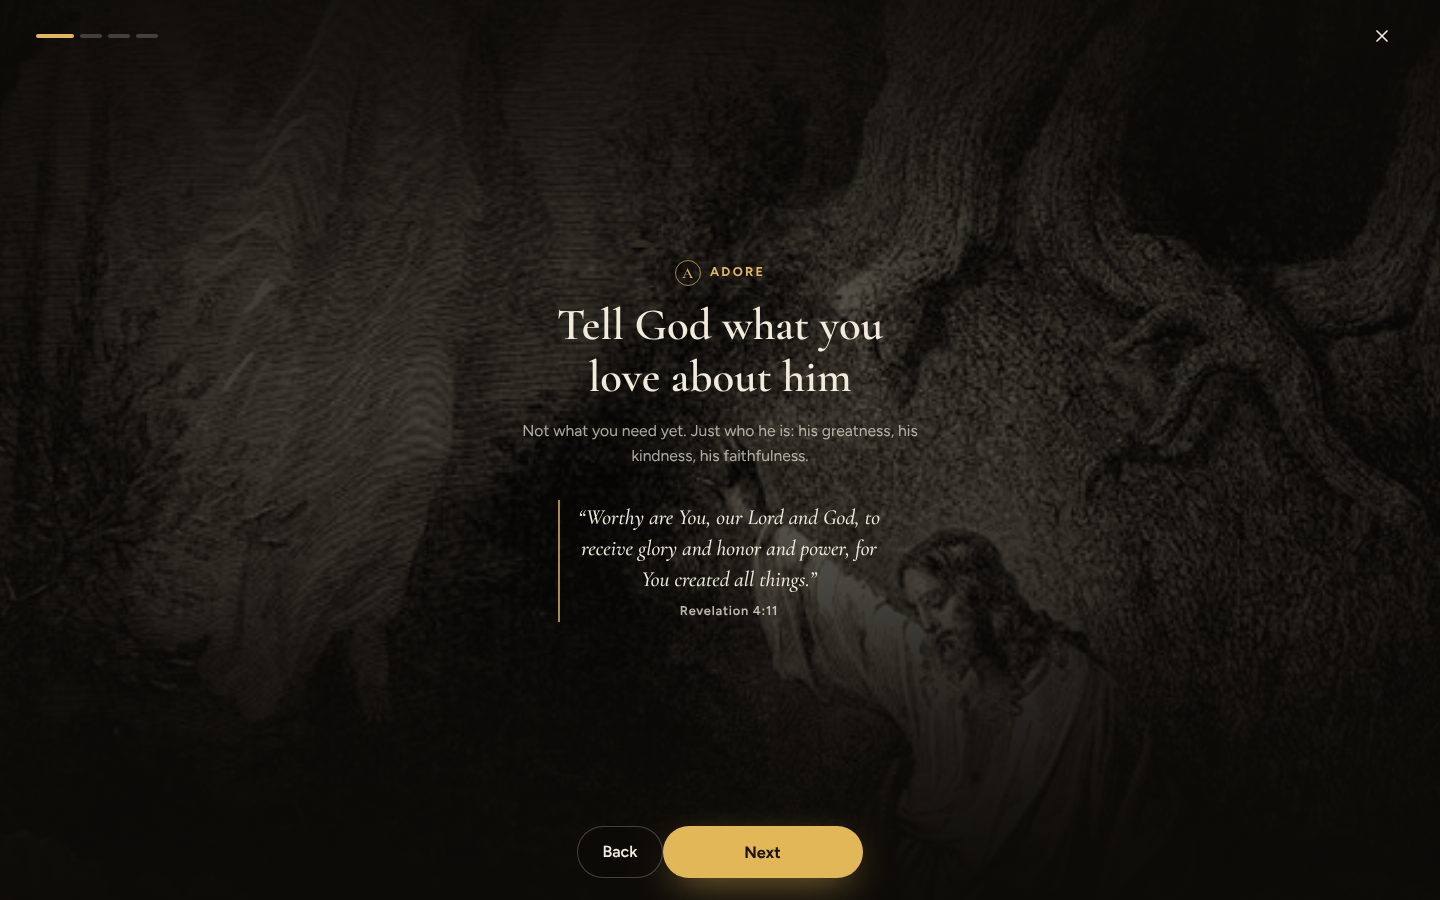 A ADORE
Tell God what you
love about him
Not what you need yet. Just who he is: his greatness, his
kindness, his faithfulness.
“Worthy are You, our Lord and God, to
receive glory and honor and power, for
You created all things.”
Revelation 4:11
Back Next